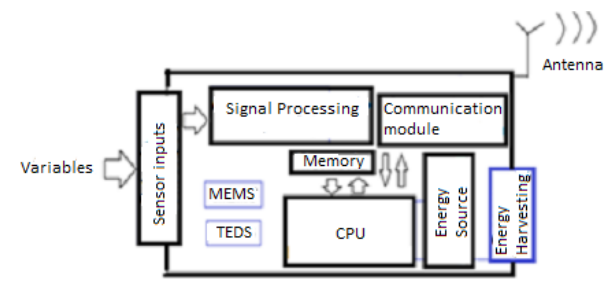 Antenna
Signal Processing
Communication
module
Variables
Sensor inputs
Memory
MEMS
TEDS
CPU
Energy
Source
Energy
Harvesting